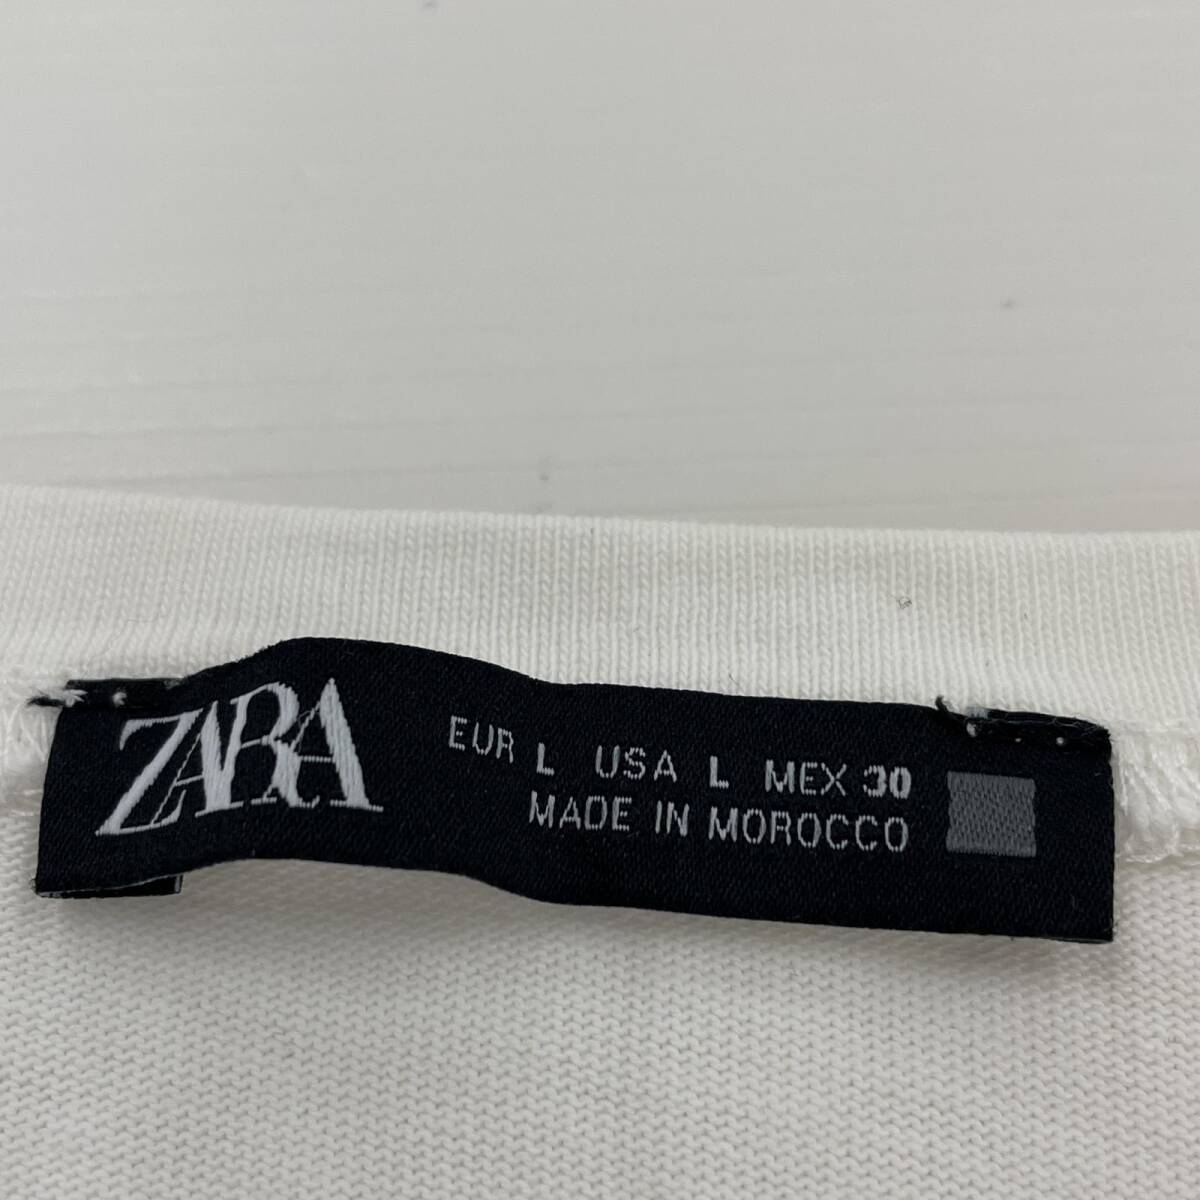 ZARA
EUR L USA L MEX 30
MADE IN MOROCCO